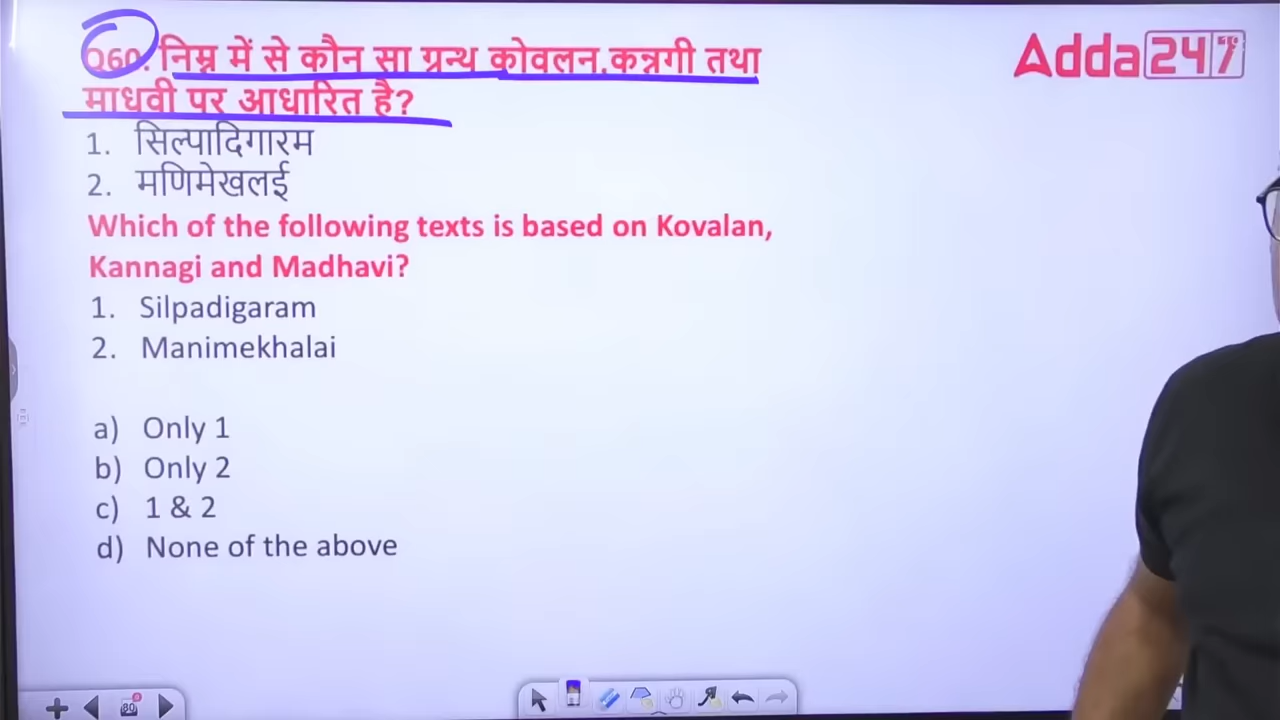 Q60. निम्न में से कौन सा ग्रन्थ कोवलन,कन्नगी तथा
माधवी पर आधारित है?
1. सिल्पादिगारम
2. मणिमेखलई
Which of the following texts is based on Kovalan,
Kannagi and Madhavi?
1. Silpadigaram
2. Manimekhalai
a) Only 1
b) Only 2
c) 1 & 2
d) None of the above
Adda247
80